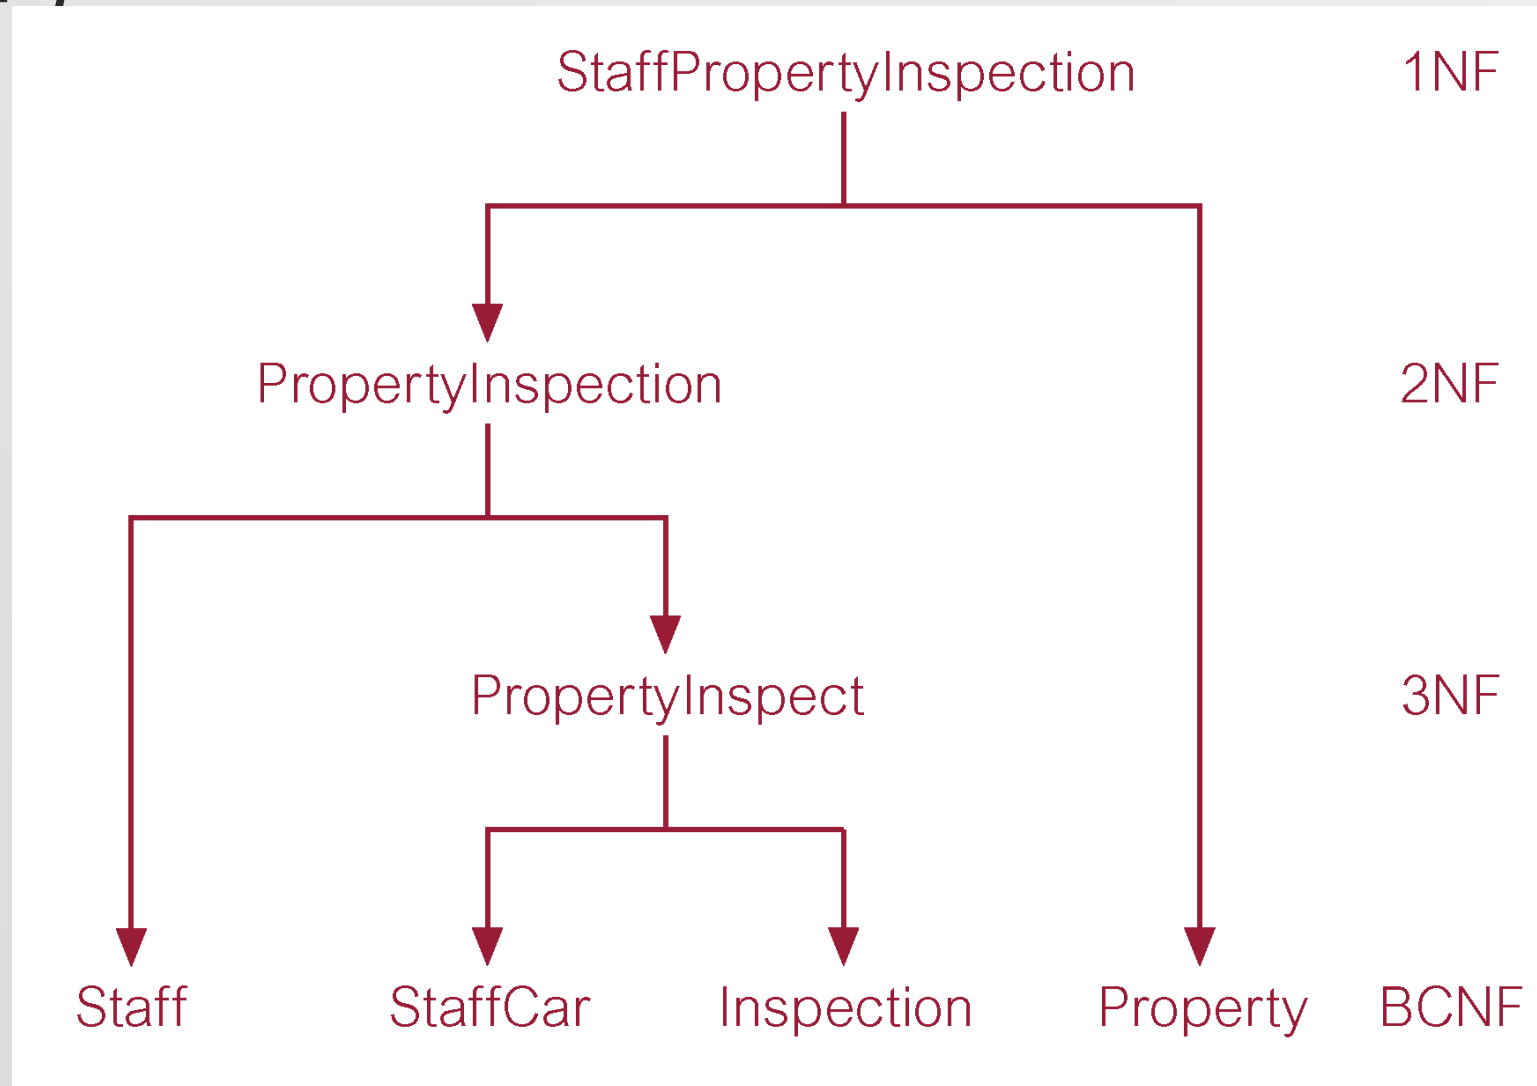 StaffPropertyInspection 1NF
PropertyInspection 2NF
PropertyInspect 3NF
Staff StaffCar Inspection Property BCNF